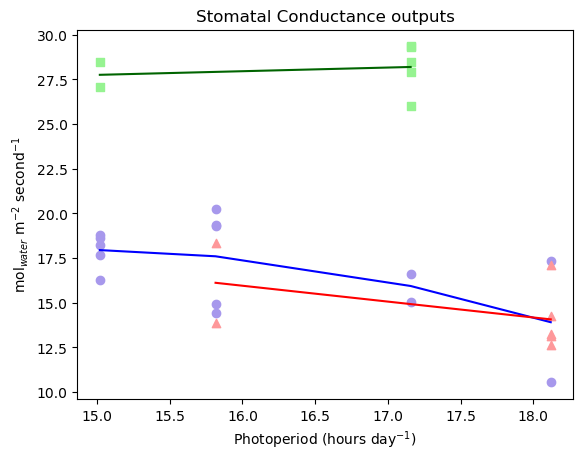 Stomatal Conductance outputs
30.0
27.5
25.0
22.5
20.0
17.5
15.0
12.5
10.0
mol_{water} m^{−2} second^{−1}
15.0 15.5 16.0 16.5 17.0 17.5 18.0
Photoperiod (hours day^{−1})